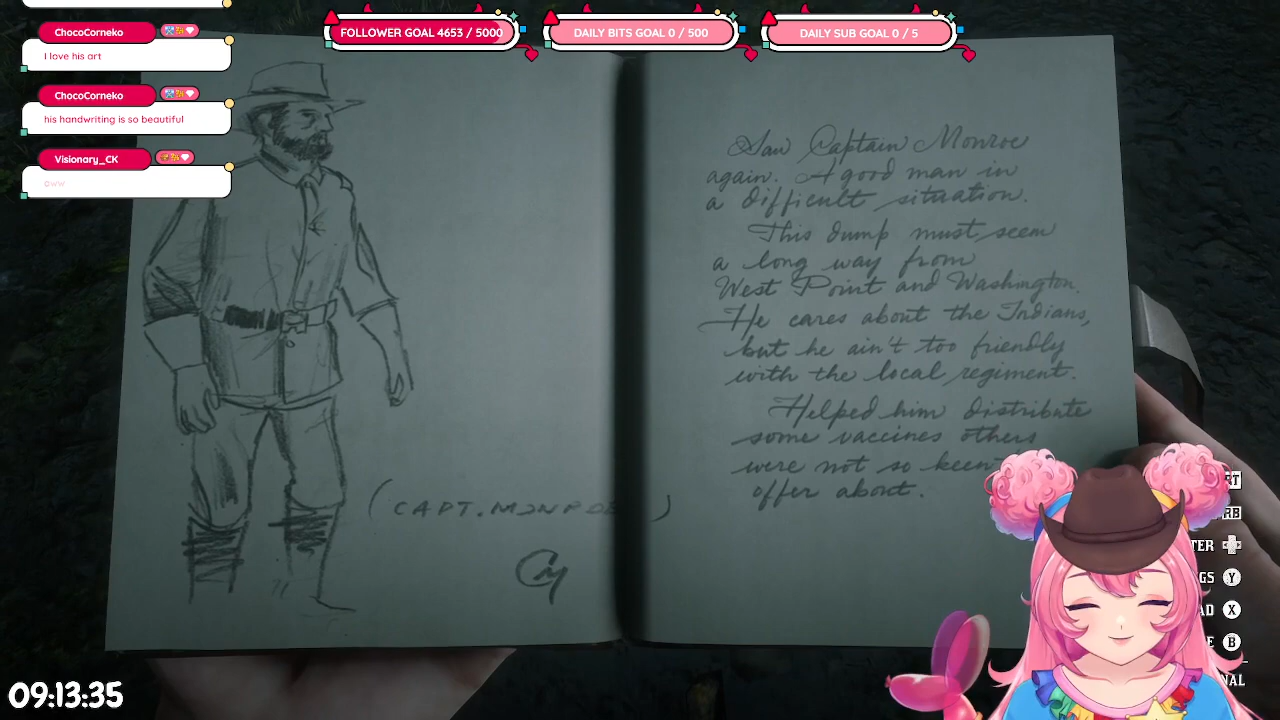 FOLLOWER GOAL 4653 / 5000
DAILY BITS GOAL 0 / 500
DAILY SUB GOAL 0 / 5
ChocoCorneko
I love his art
ChocoCorneko
his handwriting is so beautiful
Visionary_CK
oww
Saw Captain Monroe
again. A good man in
a difficult situation.
This dump must seem
a long way from
West Point and Washington.
He cares about the Indians,
but he ain't too friendly
with the local regiment.
Helped him distribute
some vaccines others
were not so keen
offer about.
(CAPT. MONROE)
Y
X
B
09:13:35